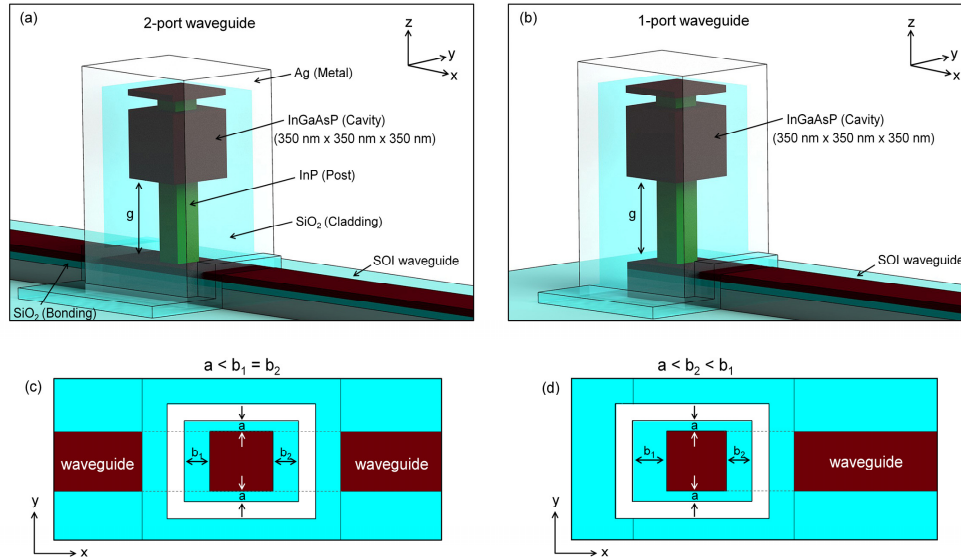 (a)
2-port waveguide
z
y
x
Ag (Metal)
InGaAsP (Cavity)
(350 nm x 350 nm x 350 nm)
InP (Post)
g
SiO₂ (Cladding)
SOI waveguide
SiO₂ (Bonding)
(b)
1-port waveguide
z
y
x
InGaAsP (Cavity)
(350 nm x 350 nm x 350 nm)
g
SOI waveguide
(c)
a < b₁ = b₂
waveguide
a
b₁
b₂
a
waveguide
y
x
(d)
a < b₂ < b₁
a
b₁
b₂
a
waveguide
y
x